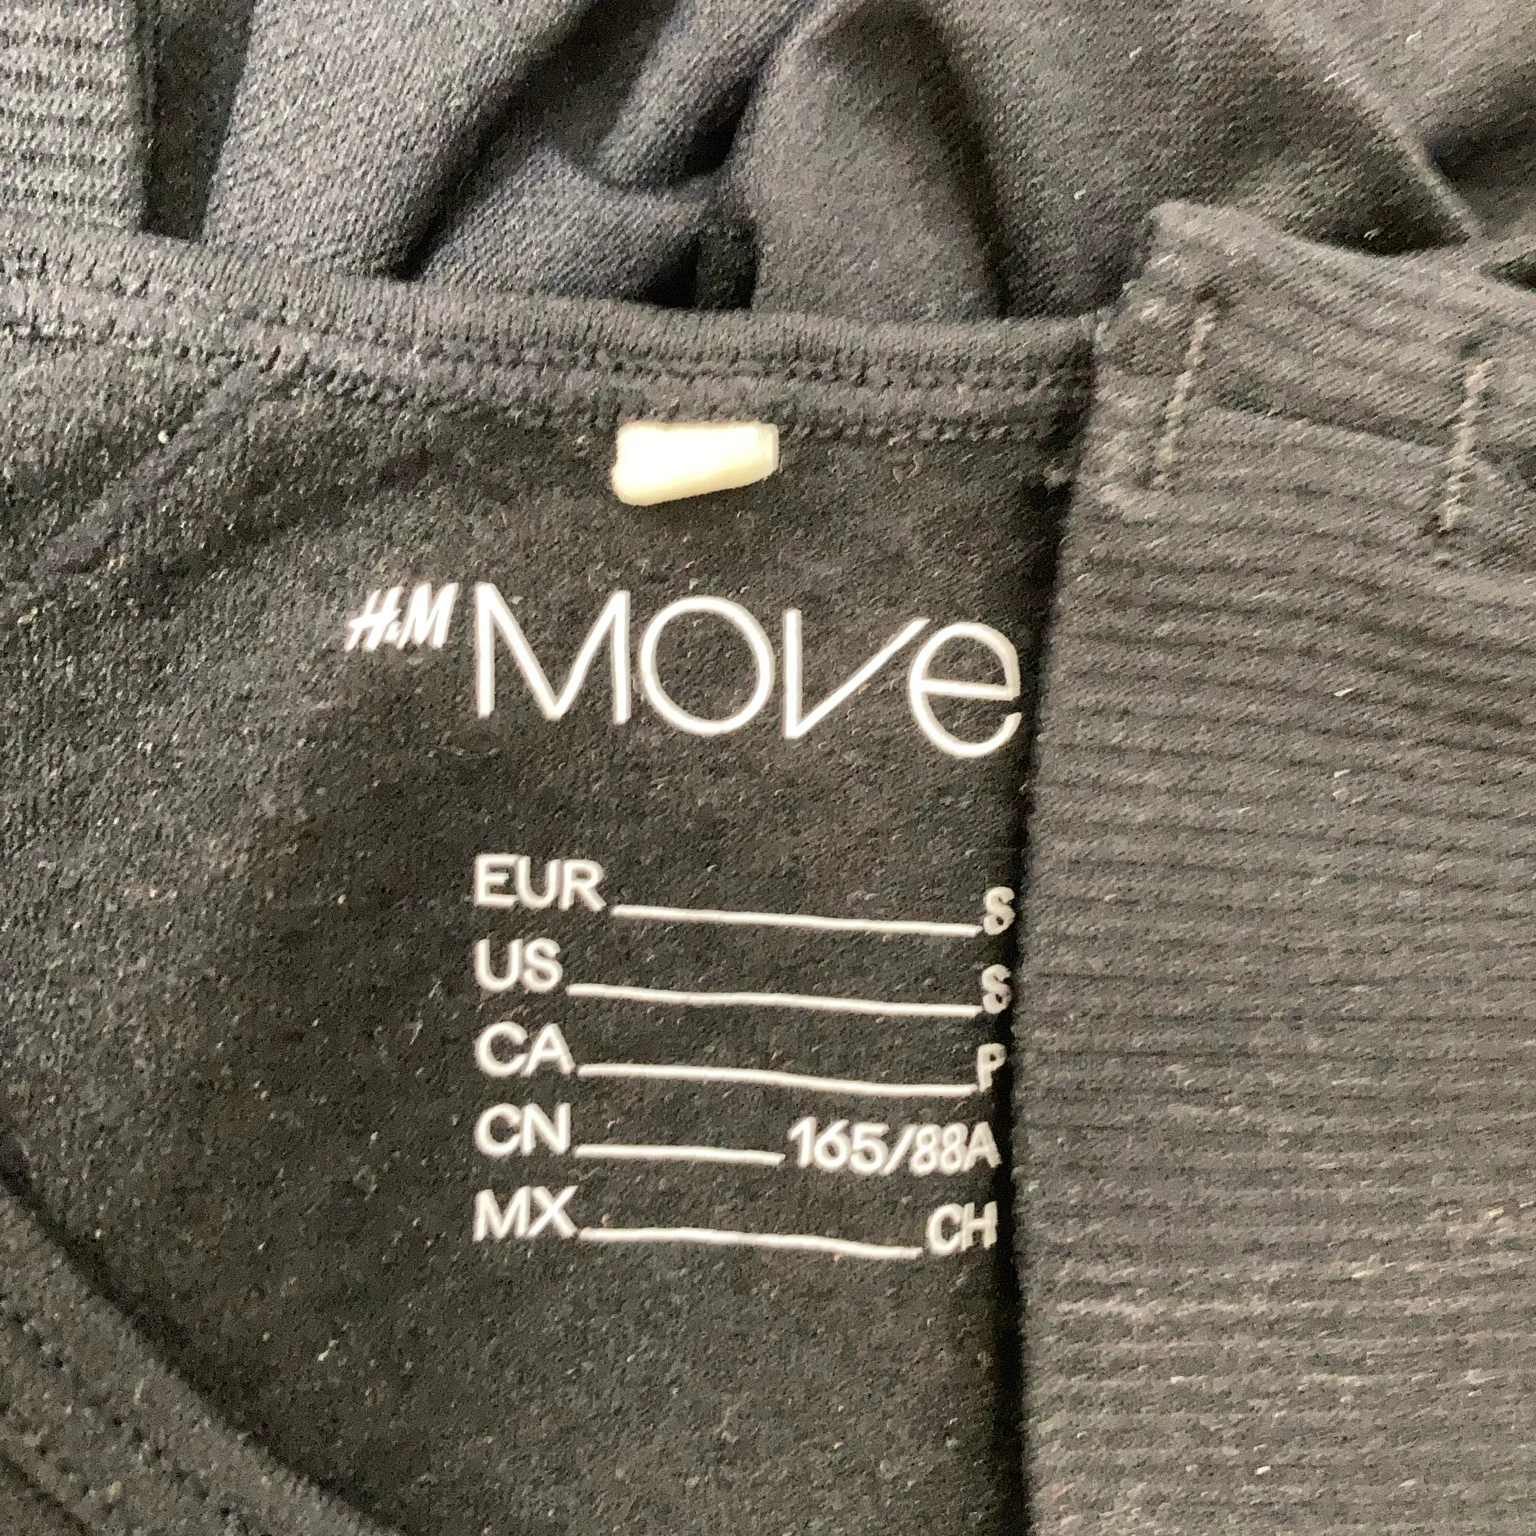 H&M MOVe
EUR S
US S
CA P
CN 165/88A
MX CH